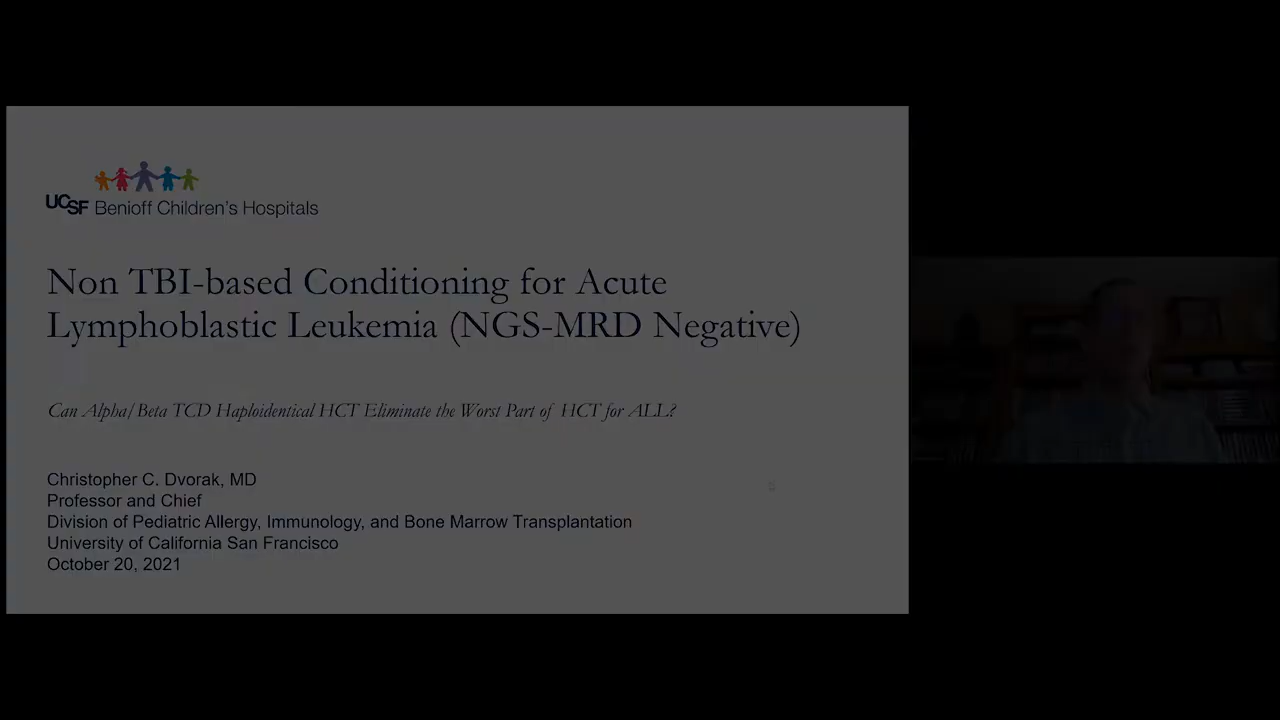 UCSF Benioff Children's Hospitals
Non TBI-based Conditioning for Acute
Lymphoblastic Leukemia (NGS-MRD Negative)
Can Alpha/Beta TCD Haploidentical HCT Eliminate the Worst Part of HCT for ALL?
Christopher C. Dvorak, MD
Professor and Chief
Division of Pediatric Allergy, Immunology, and Bone Marrow Transplantation
University of California San Francisco
October 20, 2021